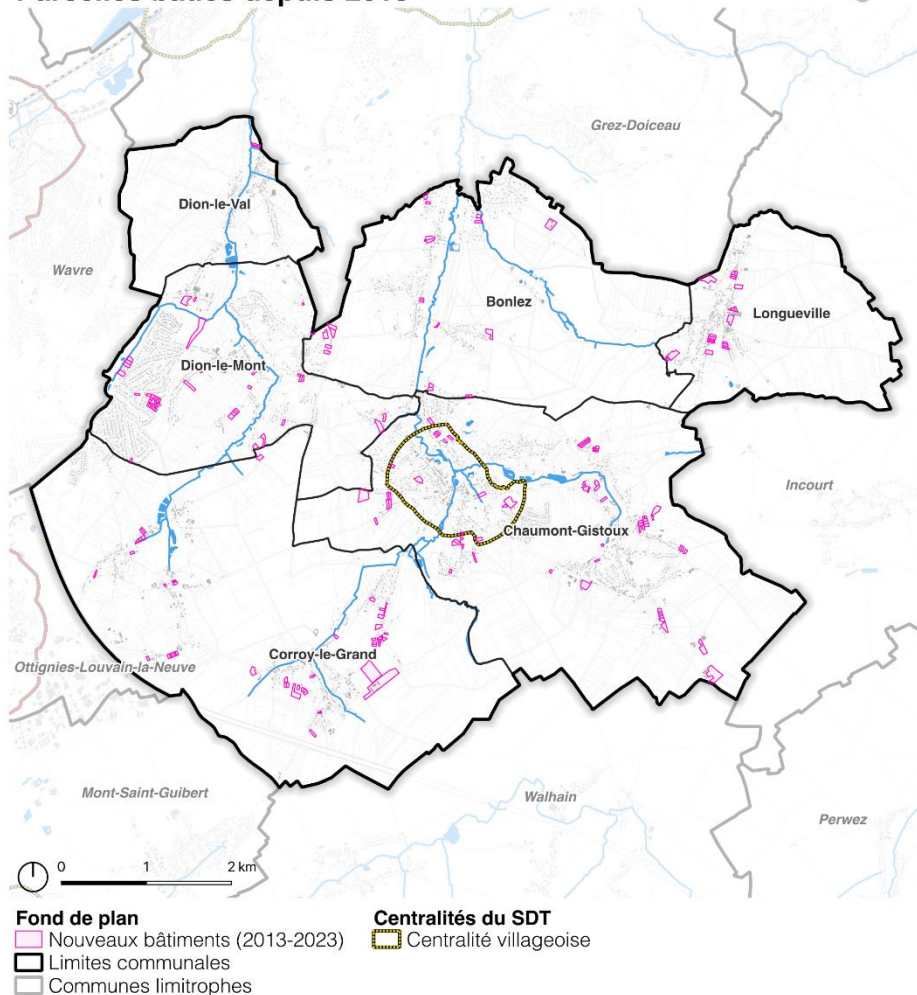 Grez-Doiceau
Dion-le-Val
Wavre
Bonlez
Longueville
Dion-le-Mont
Incourt
Chaumont-Gistoux
Corroy-le-Grand
Ottignies-Louvain-la-Neuve
Mont-Saint-Guibert
Walhain
Perwez
0 1 2 km
Fond de plan
Nouveaux bâtiments (2013-2023)
Limites communales
Communes limitrophes
Centralités du SDT
Centralité villageoise